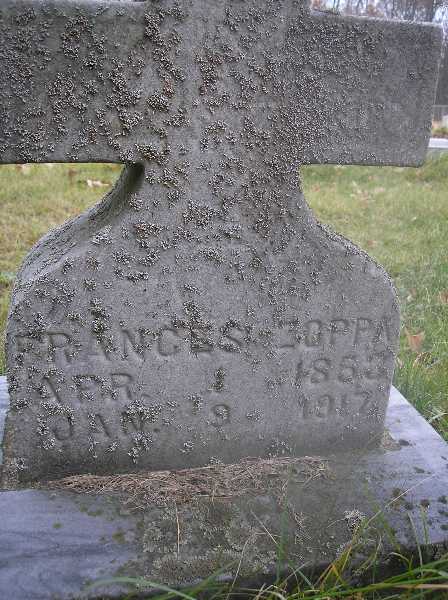 FRANCES ZOPPA
APR. 1 1853
JAN. 9 1917